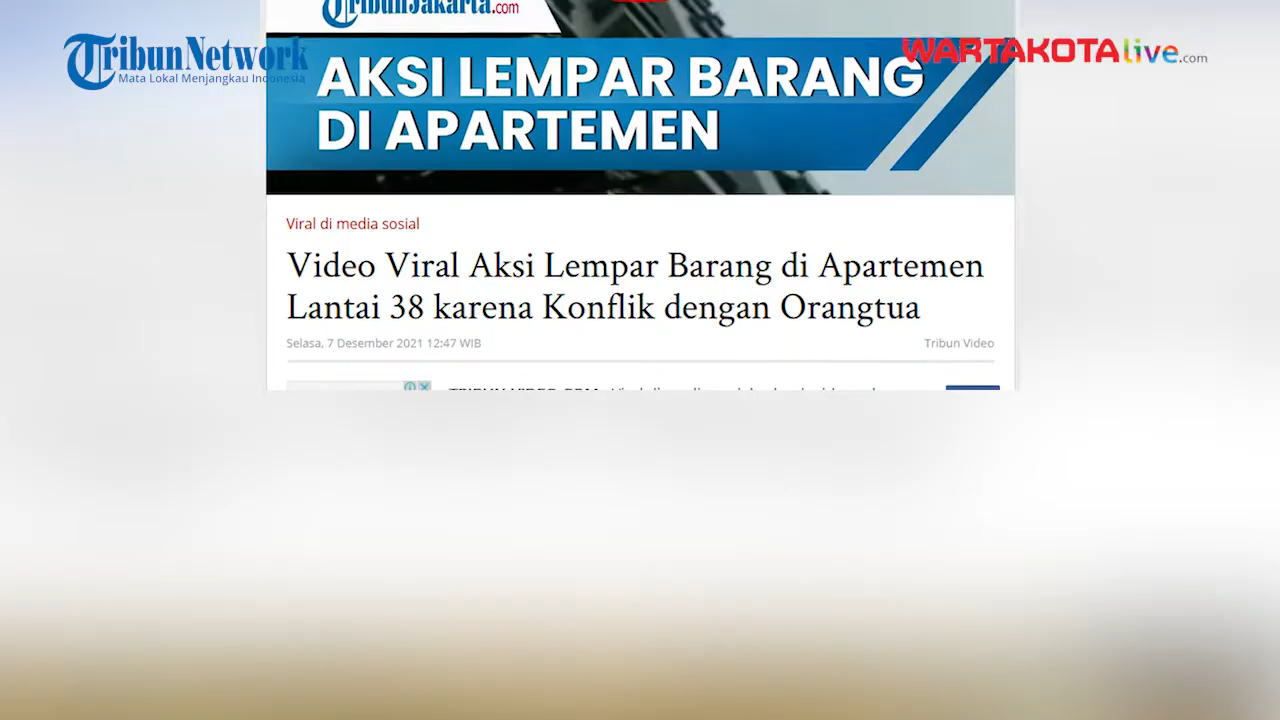 TribunJakarta.com
TribunNetwork
Mata Lokal Menjangkau Indonesia
WARTAKOTAlive.com
AKSI LEMPAR BARANG
DI APARTEMEN
Viral di media sosial
Video Viral Aksi Lempar Barang di Apartemen
Lantai 38 karena Konflik dengan Orangtua
Selasa, 7 Desember 2021 12:47 WIB
Tribun Video